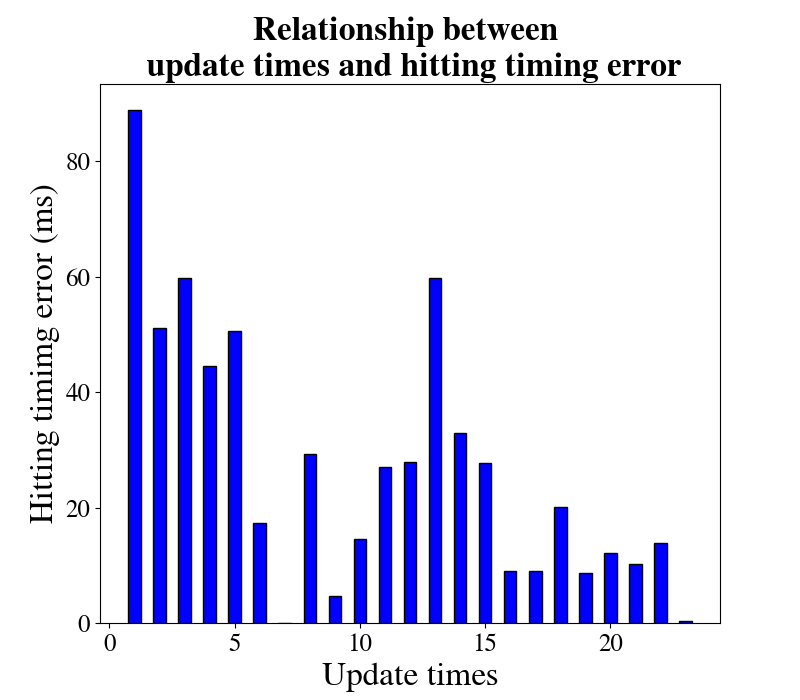 Relationship between
update times and hitting timing error
Hitting timimg error (ms)
80
60
40
20
0
0 5 10 15 20
Update times